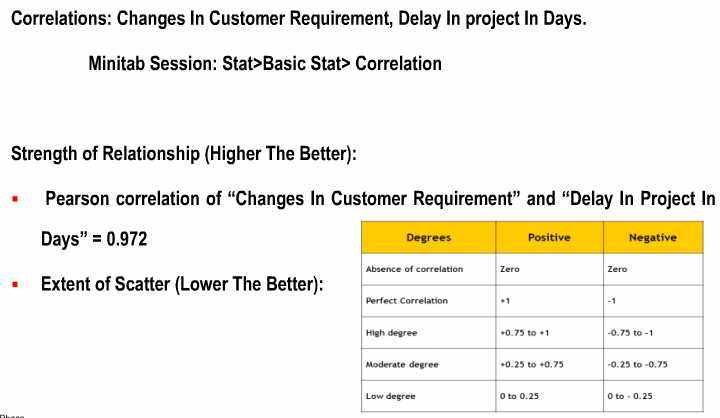 Correlations: Changes In Customer Requirement, Delay In project In Days.
Minitab Session: Stat>Basic Stat> Correlation
Strength of Relationship (Higher The Better):
Pearson correlation of “Changes In Customer Requirement” and “Delay In Project In
Days” = 0.972
Extent of Scatter (Lower The Better):
Degrees Positive Negative
Absence of correlation Zero Zero
Perfect Correlation +1 -1
High degree +0.75 to +1 -0.75 to -1
Moderate degree +0.25 to +0.75 -0.25 to -0.75
Low degree 0 to 0.25 0 to - 0.25